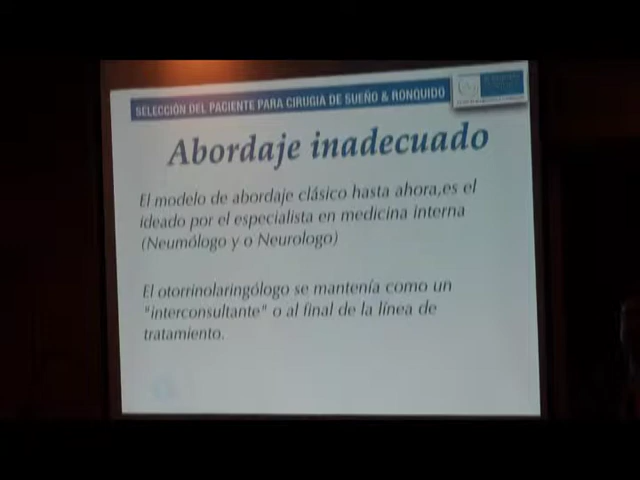 SELECCIÓN DEL PACIENTE PARA CIRUGIA DE SUEÑO & RONQUIDO
Abordaje inadecuado
El modelo de abordaje clásico hasta ahora,es el
ideado por el especialista en medicina interna
(Neumólogo y o Neurologo)
El otorrinolaringólogo se mantenía como un
"interconsultante" o al final de la línea de
tratamiento.